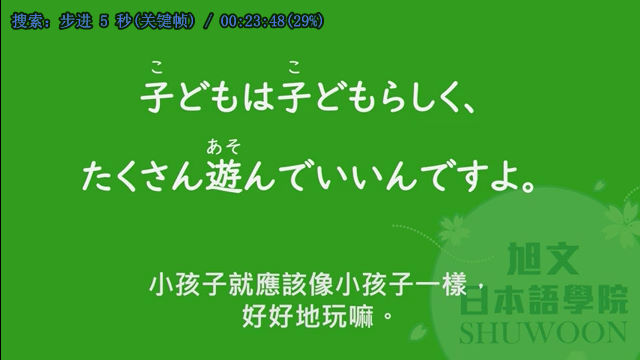 搜索: 步进 5 秒(关键帧) / 00:23:48(29%)
こ こ
子どもは子どもらしく、
あそ
たくさん遊んでいいんですよ。
小孩子就應該像小孩子一樣，
好好地玩嘛。
旭文
日本語學院
SHUWOON